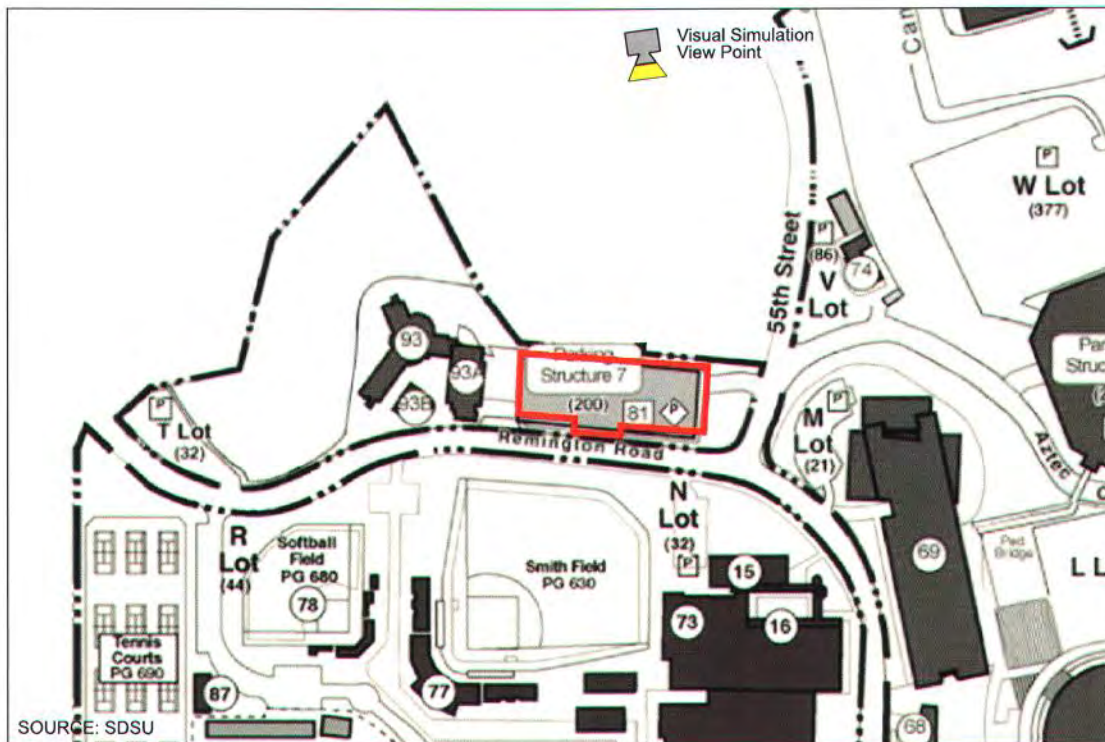 Visual Simulation
View Point
P
W Lot
(377)
55th Street
P
(86)
74
V
Lot
93
93A
93B
Parking
Structure 7
(200)
81
P
P
T Lot
(32)
Remington Road
P
M
Lot
(21)
Aztec
N
Lot
(32)
P
R
Lot
(44)
Softball
Field
PG 680
78
Smith Field
PG 630
15
73
16
69
Ped
Bridge
Tennis
Courts
PG 690
87
77
68
SOURCE: SDSU